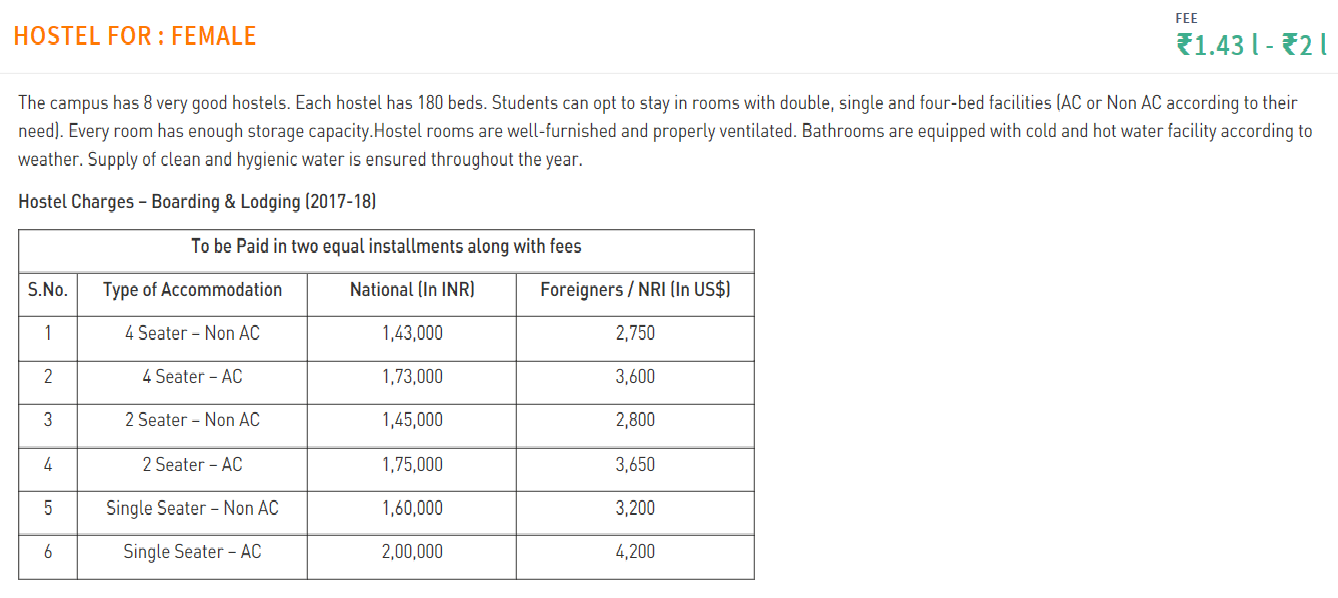 HOSTEL FOR : FEMALE
FEE
₹1.43 l - ₹2 l
The campus has 8 very good hostels. Each hostel has 180 beds. Students can opt to stay in rooms with double, single and four-bed facilities (AC or Non AC according to their
need). Every room has enough storage capacity.Hostel rooms are well-furnished and properly ventilated. Bathrooms are equipped with cold and hot water facility according to
weather. Supply of clean and hygienic water is ensured throughout the year.
Hostel Charges – Boarding & Lodging (2017-18)
To be Paid in two equal installments along with fees
S.No. Type of Accommodation National (In INR) Foreigners / NRI (In US$)
1 4 Seater – Non AC 1,43,000 2,750
2 4 Seater – AC 1,73,000 3,600
3 2 Seater – Non AC 1,45,000 2,800
4 2 Seater – AC 1,75,000 3,650
5 Single Seater – Non AC 1,60,000 3,200
6 Single Seater – AC 2,00,000 4,200